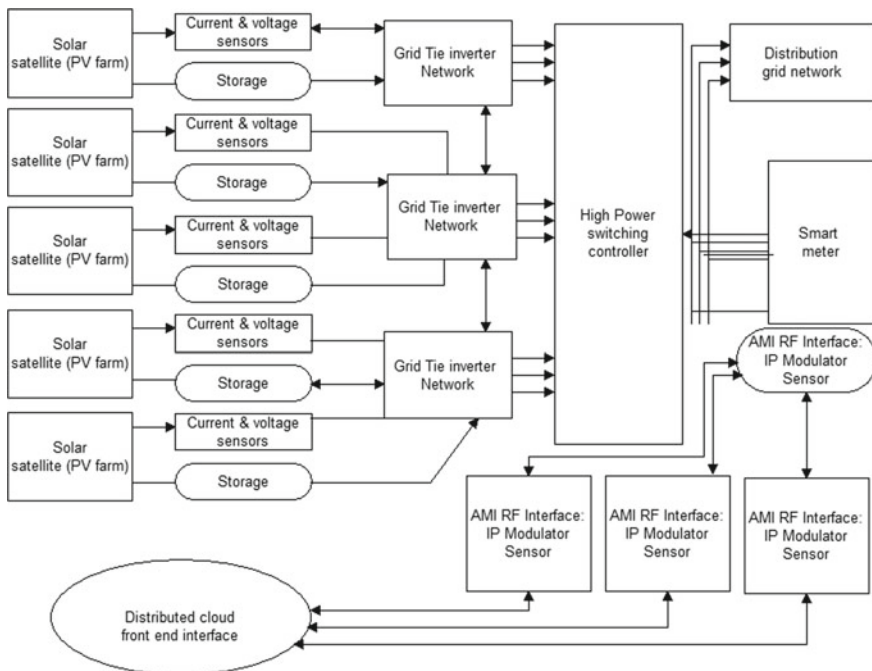 Solar
satellite (PV farm)
Current & voltage
sensors
Storage
Grid Tie inverter
Network
Solar
satellite (PV farm)
Current & voltage
sensors
Storage
Grid Tie inverter
Network
Solar
satellite (PV farm)
Current & voltage
sensors
Storage
Solar
satellite (PV farm)
Current & voltage
sensors
Storage
Grid Tie inverter
Network
Solar
satellite (PV farm)
Current & voltage
sensors
Storage
High Power
switching
controller
Distribution
grid network
Smart
meter
AMI RF Interface:
IP Modulator
Sensor
AMI RF Interface:
IP Modulator
Sensor
AMI RF Interface:
IP Modulator
Sensor
AMI RF Interface:
IP Modulator
Sensor
Distributed cloud
front end interface